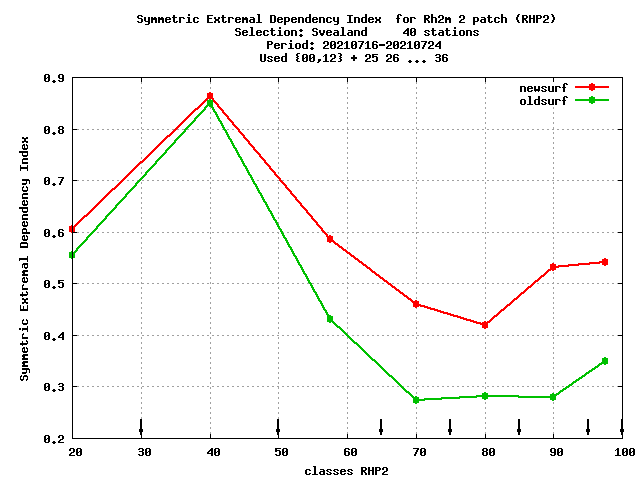 Symmetric Extremal Dependency Index  for Rh2m 2 patch (RHP2)
Selection: Svealand     40 stations
Period: 20210716-20210724
Used {00,12} + 25 26 ... 36
newsurf
oldsurf
Symmetric Extremal Dependency Index
0.9
0.8
0.7
0.6
0.5
0.4
0.3
0.2
20 30 40 50 60 70 80 90 100
classes RHP2